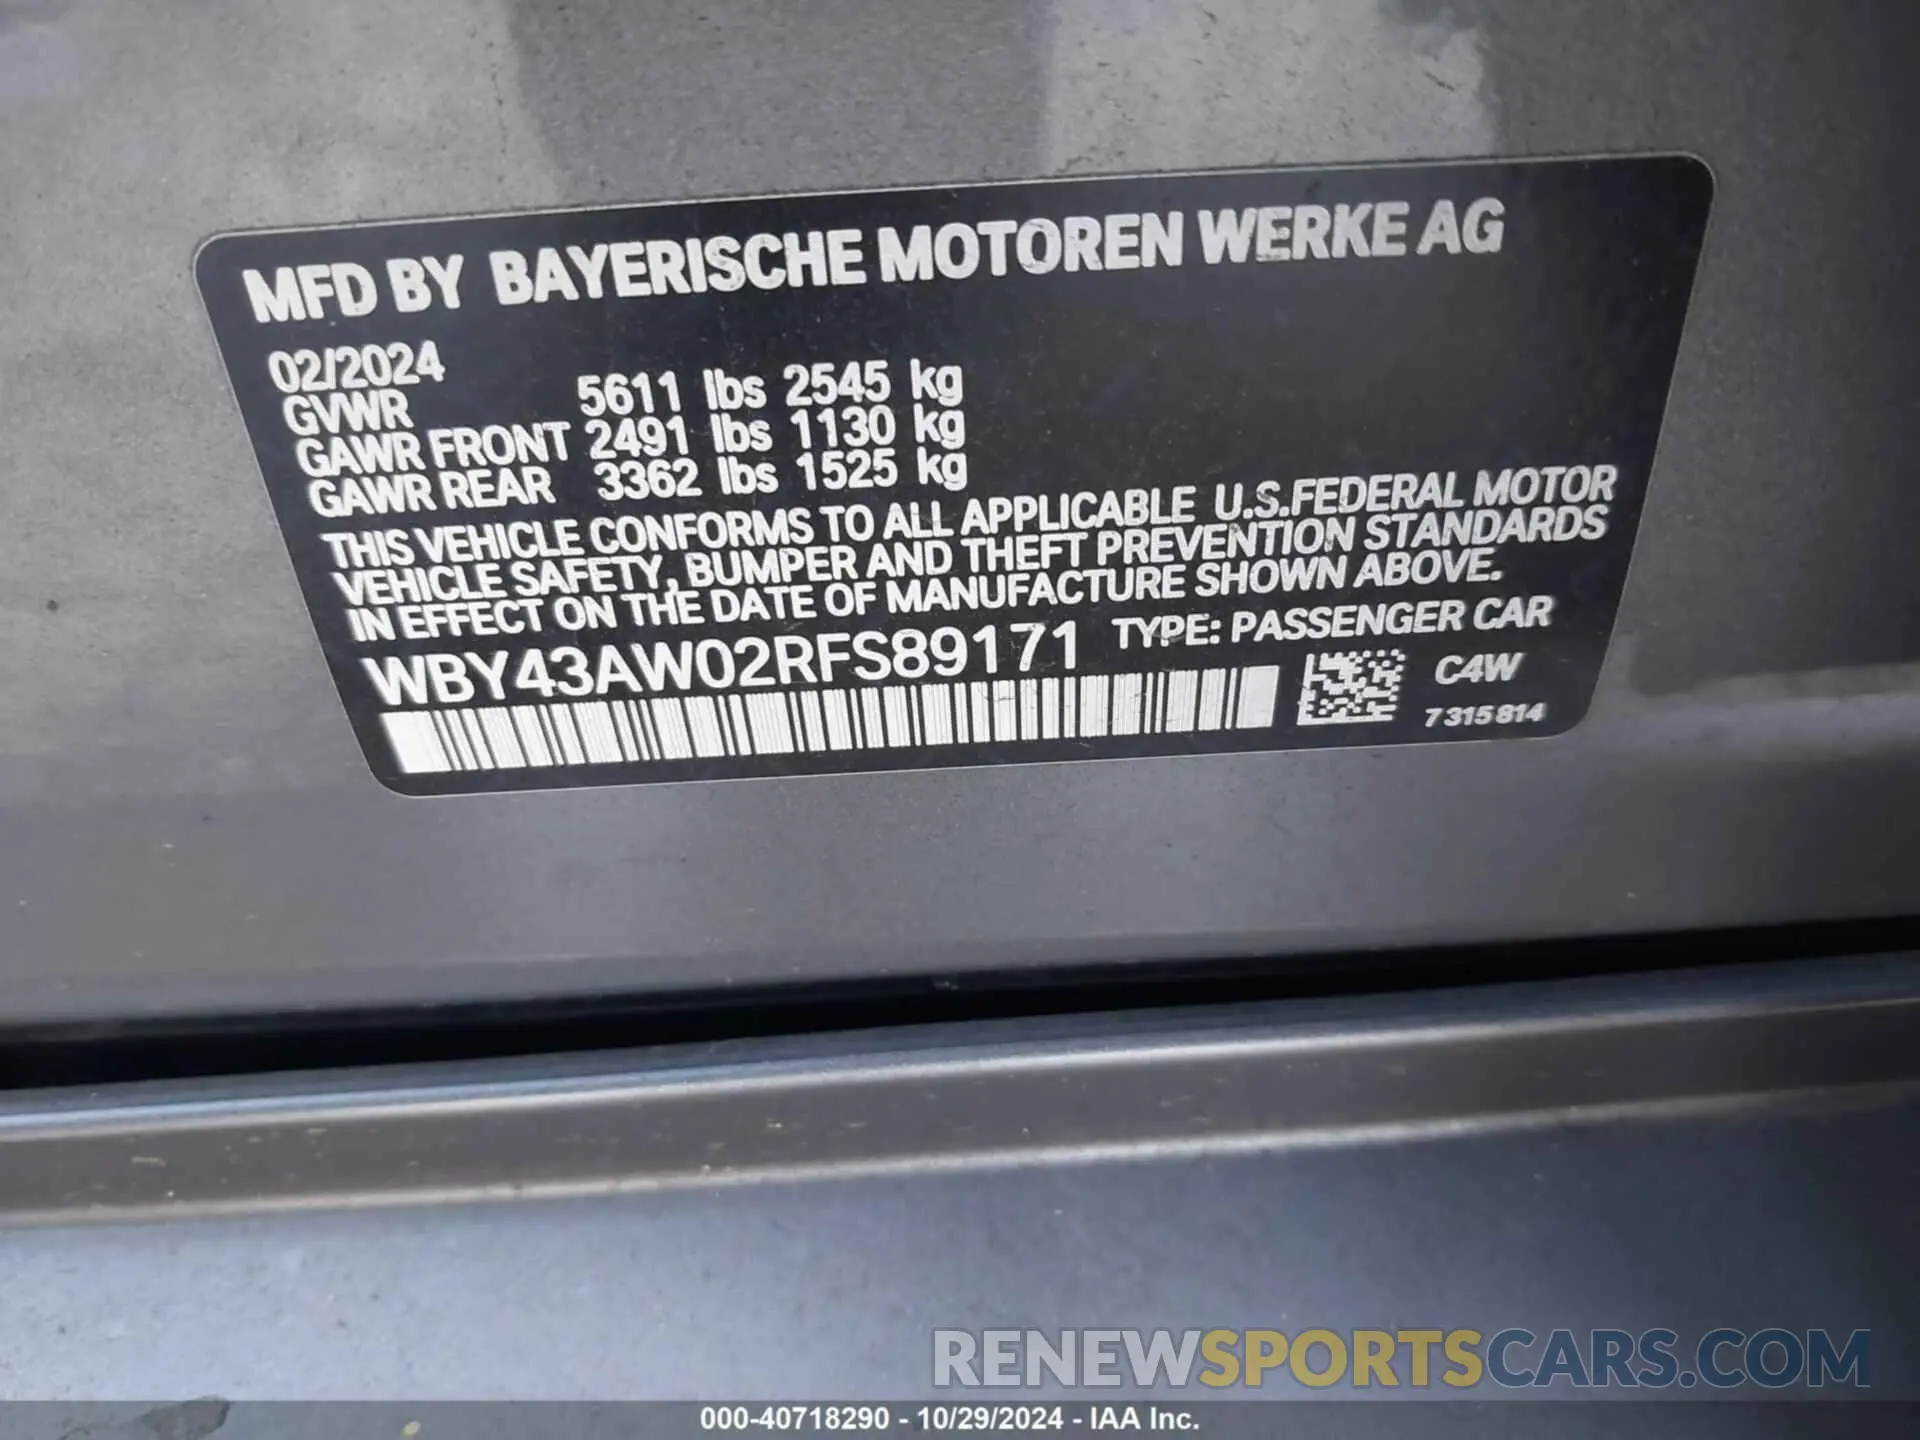 MFD BY BAYERISCHE MOTOREN WERKE AG
02/2024
GVWR 5611 lbs 2545 kg
GAWR FRONT 2491 lbs 1130 kg
GAWR REAR 3362 lbs 1525 kg
THIS VEHICLE CONFORMS TO ALL APPLICABLE U.S.FEDERAL MOTOR
VEHICLE SAFETY, BUMPER AND THEFT PREVENTION STANDARDS
IN EFFECT ON THE DATE OF MANUFACTURE SHOWN ABOVE.
WBY43AW02RFS89171 TYPE: PASSENGER CAR
C4W
7315814
RENEWSPORTSCARS.COM
000-40718290 - 10/29/2024 - IAA Inc.